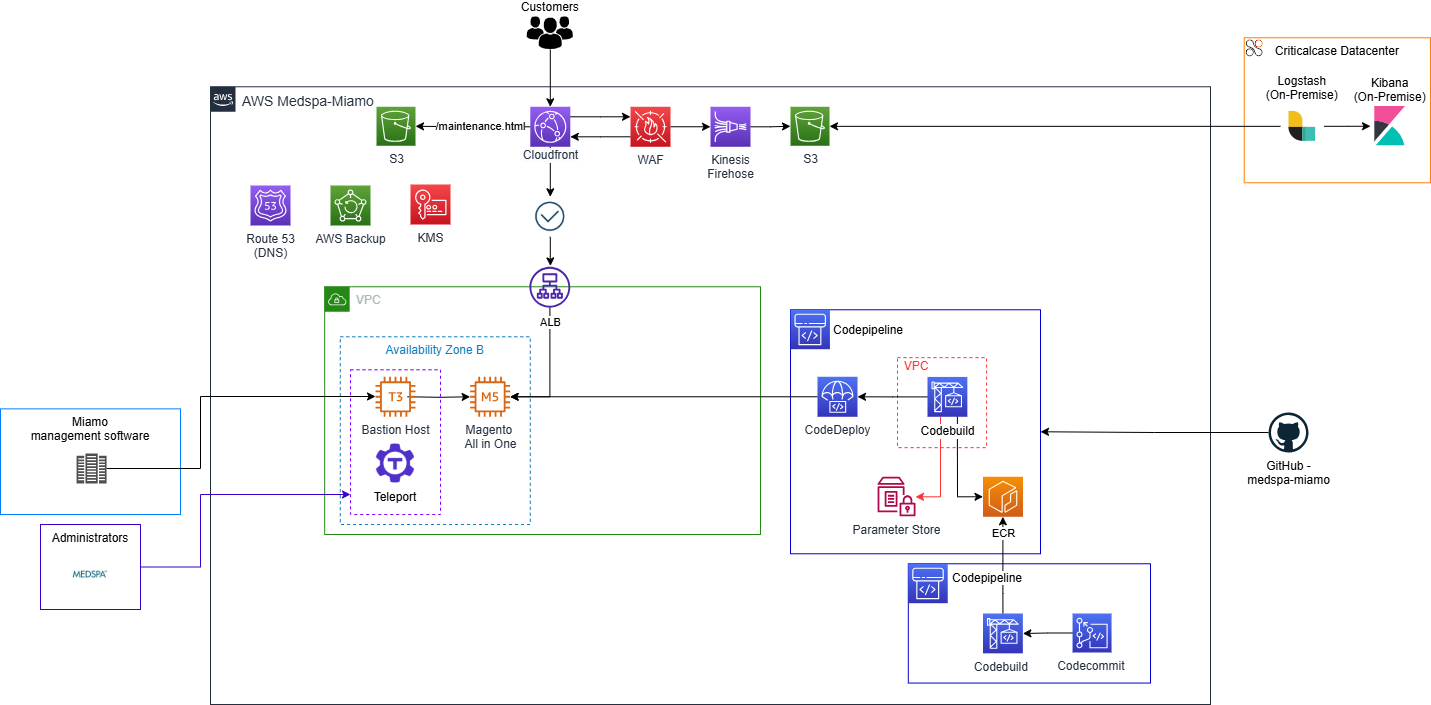 Customers
Criticalcase Datacenter
Logstash
(On-Premise)
Kibana
(On-Premise)
aws
AWS Medspa-Miamo
/maintenance.html
S3
Cloudfront
WAF
Kinesis
Firehose
S3
53
Route 53
(DNS)
AWS Backup
KMS
VPC
ALB
Availability Zone B
T3
Bastion Host
M5
Magento
All in One
T
Teleport
Codepipeline
VPC
CodeDeploy
Codebuild
Parameter Store
ECR
GitHub -
medspa-miamo
Miamo
management software
Administrators
MEDSPA
Codepipeline
Codebuild
Codecommit